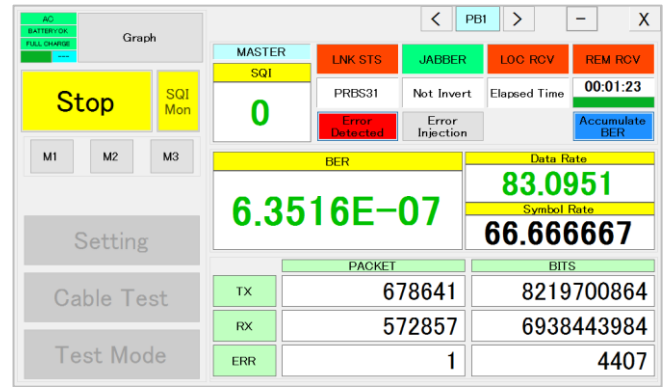 AC
BATTERY OK
FULL CHARGE
---
Graph
< PB1 > − X
Stop
SQI
Mon
M1 M2 M3
Setting
Cable Test
Test Mode
MASTER
SQI
0
LNK STS JABBER LOC RCV REM RCV
PRBS31 Not Invert Elapsed Time 00:01:23
Error
Detected
Error
Injection
Accumulate
BER
BER
6.3516E−07
Data Rate
83.0951
Symbol Rate
66.666667
PACKET BITS
TX 678641 8219700864
RX 572857 6938443984
ERR 1 4407